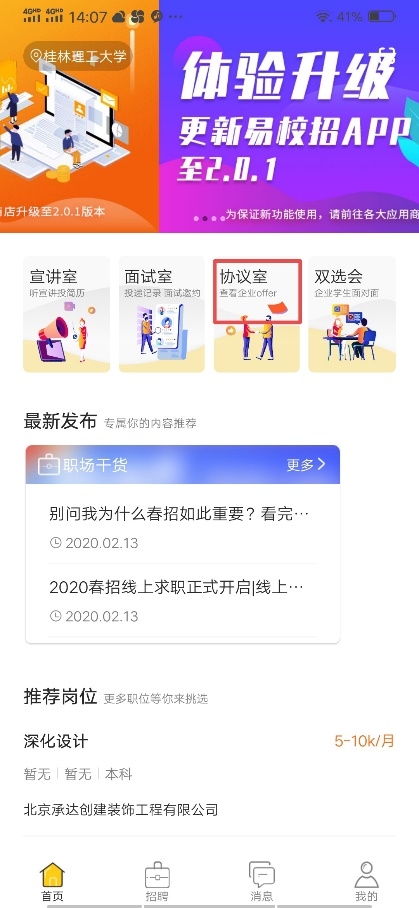 4GHD 4GHD 14:07 41%
桂林理工大学
体验升级
更新易校招APP
至2.0.1
店升级至2.0.1版本
为保证新功能使用，请前往各大应用商
宣讲室
听宣讲投简历
面试室
投递记录 面试邀约
协议室
查看企业offer
双选会
企业学生面对面
最新发布 专属你的内容推荐
职场干货 更多
别问我为什么春招如此重要？看完…
2020.02.13
2020春招线上求职正式开启|线上…
2020.02.13
推荐岗位 更多职位等你来挑选
深化设计 5-10k/月
暂无 | 暂无 | 本科
北京承达创建装饰工程有限公司
首页 招聘 消息 我的